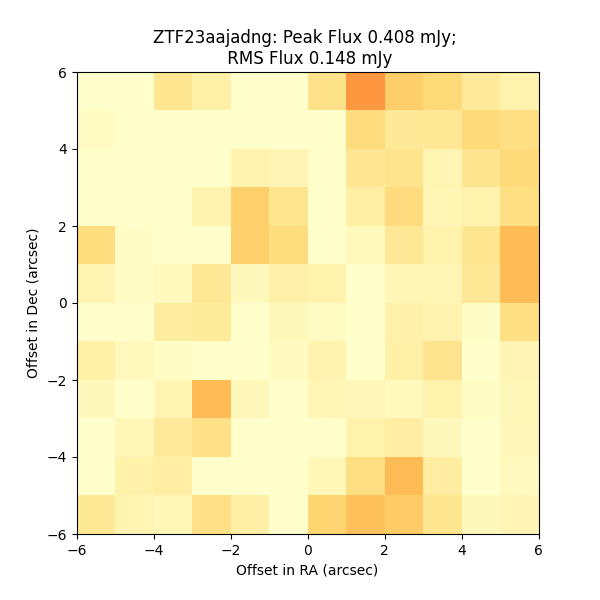 ZTF23aajadng: Peak Flux 0.408 mJy;
RMS Flux 0.148 mJy
6
4
2
0
−2
−4
−6
Offset in Dec (arcsec)
−6 −4 −2 0 2 4 6
Offset in RA (arcsec)